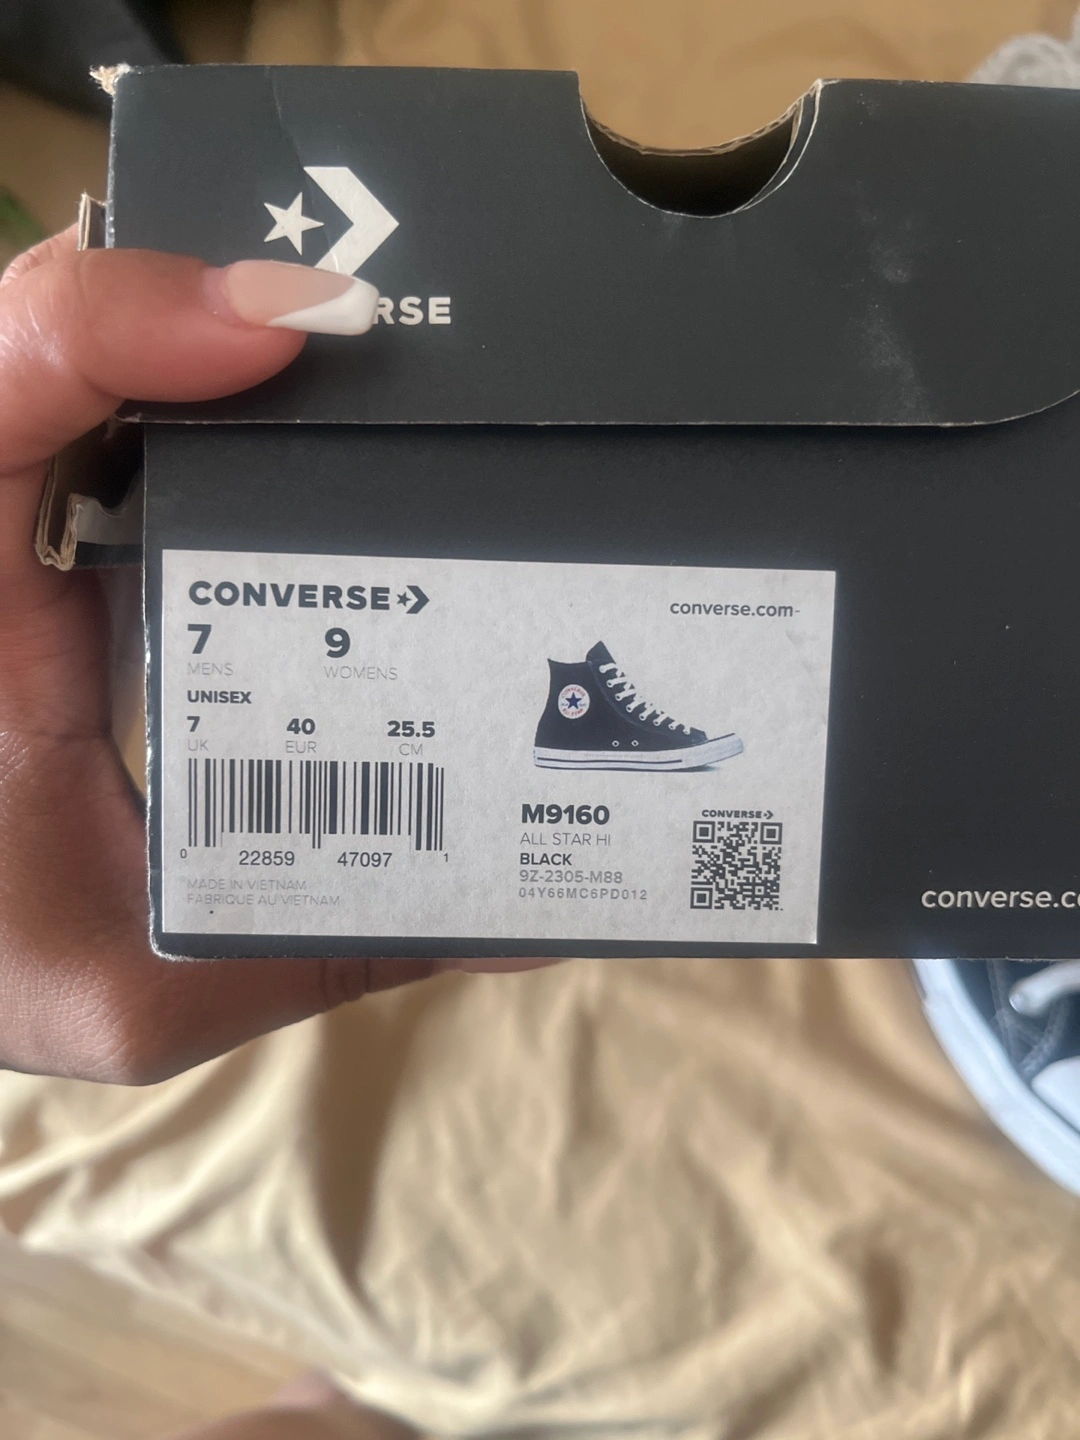 RSE
CONVERSE
converse.com-
7 9
MENS WOMENS
UNISEX
7 40 25.5
UK EUR CM
0 22859 47097 1
MADE IN VIETNAM
FABRIQUE AU VIETNAM
M9160
ALL STAR HI
BLACK
9Z-2305-M88
04Y66MC6PD012
CONVERSE
converse.c